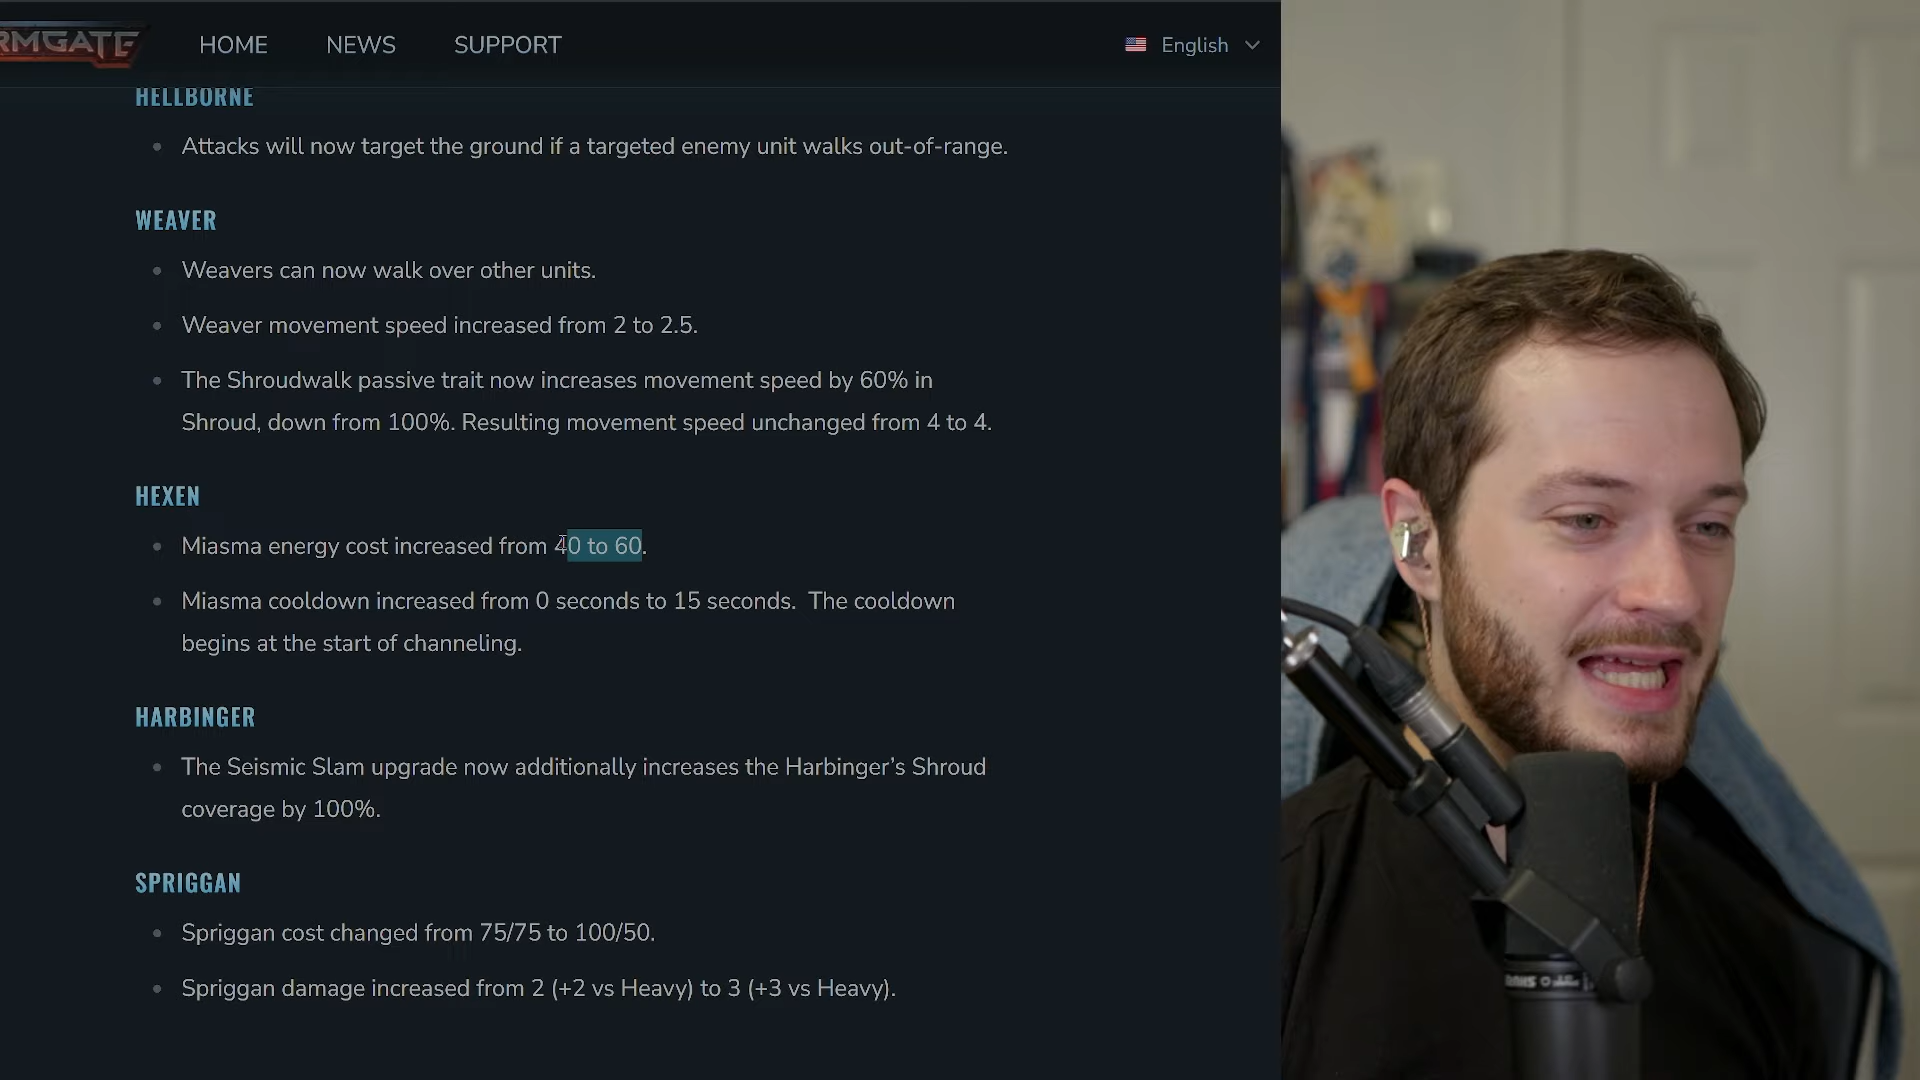 RMGATE
HOME NEWS SUPPORT
English
HELLBORNE
Attacks will now target the ground if a targeted enemy unit walks out-of-range.
WEAVER
Weavers can now walk over other units.
Weaver movement speed increased from 2 to 2.5.
The Shroudwalk passive trait now increases movement speed by 60% in
Shroud, down from 100%. Resulting movement speed unchanged from 4 to 4.
HEXEN
Miasma energy cost increased from 40 to 60.
Miasma cooldown increased from 0 seconds to 15 seconds.  The cooldown
begins at the start of channeling.
HARBINGER
The Seismic Slam upgrade now additionally increases the Harbinger’s Shroud
coverage by 100%.
SPRIGGAN
Spriggan cost changed from 75/75 to 100/50.
Spriggan damage increased from 2 (+2 vs Heavy) to 3 (+3 vs Heavy).